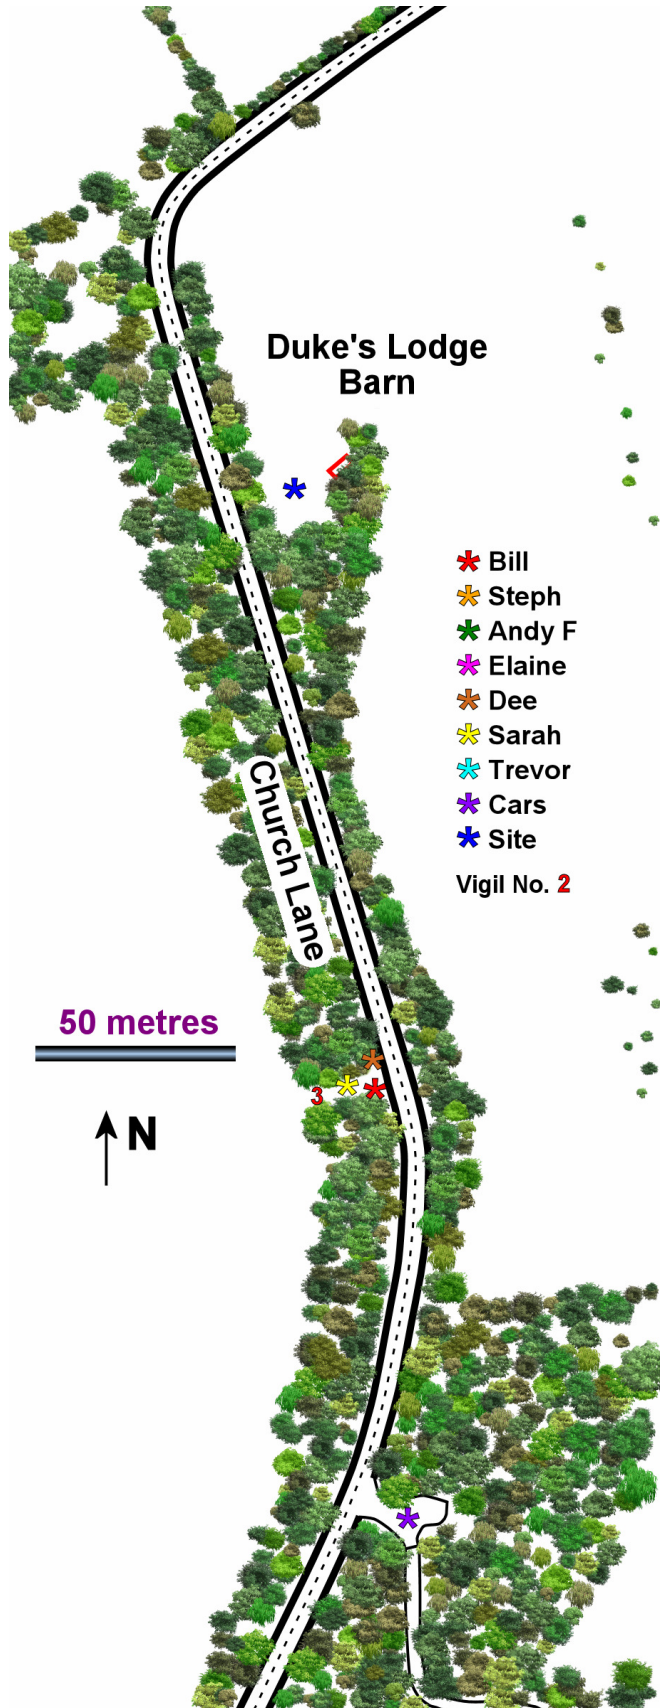 Duke's Lodge
Barn
Bill
Steph
Andy F
Elaine
Dee
Sarah
Trevor
Cars
Site
Vigil No. 2
Church Lane
50 metres
3
N